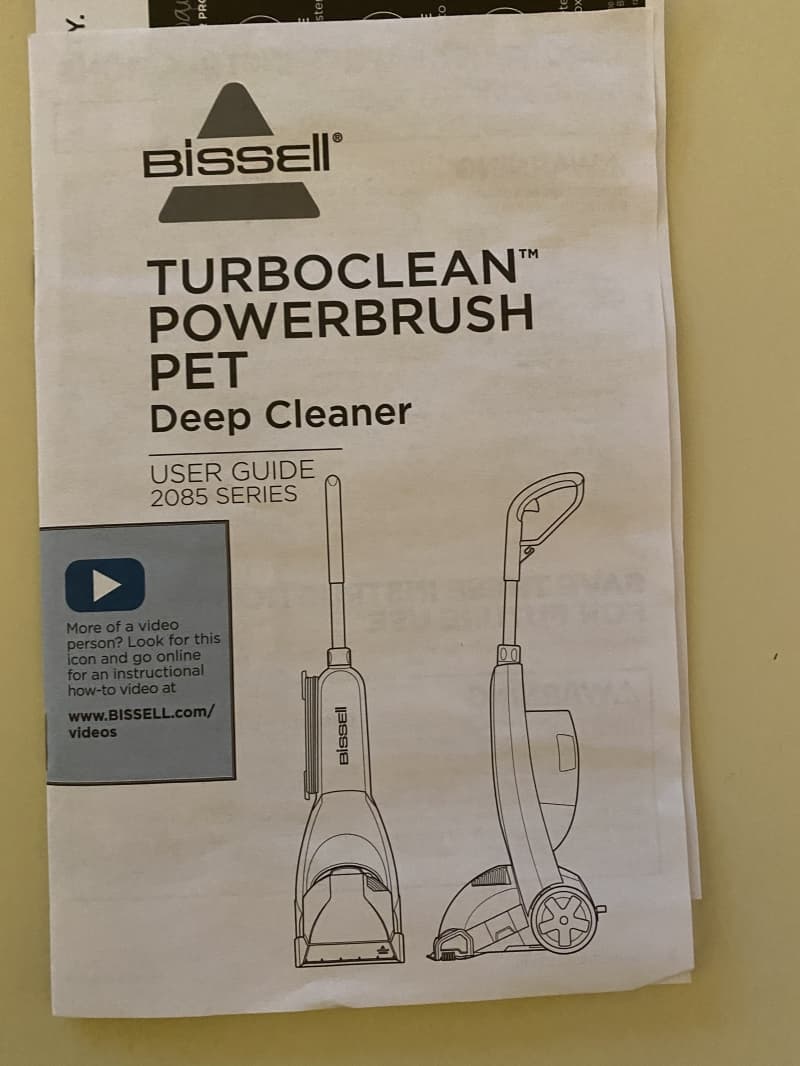 BISSELL®
TURBOCLEAN™
POWERBRUSH
PET
Deep Cleaner
USER GUIDE
2085 SERIES
More of a video
person? Look for this
icon and go online
for an instructional
how-to video at
www.BISSELL.com/
videos
BISSELL